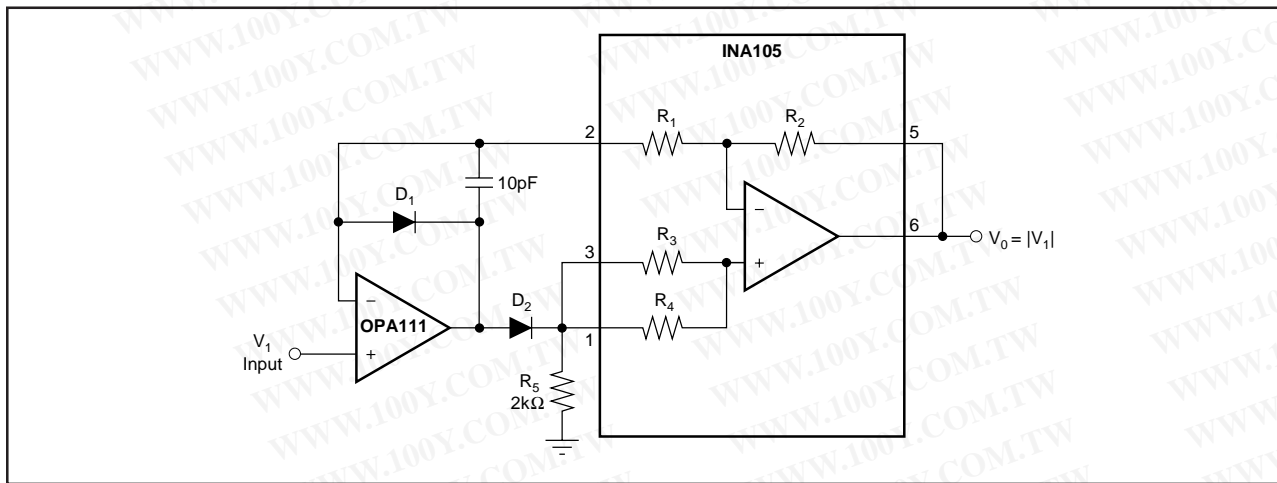 INA105
R1
R2
2
5
10pF
D1
6
V0 = |V1|
3
R3
D2
R4
OPA111
1
V1
Input
R5
2kΩ
WWW.100Y.COM.TW